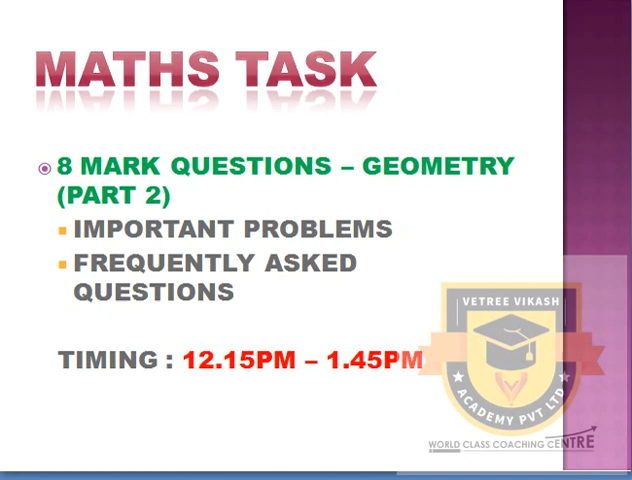 MATHS TASK
8 MARK QUESTIONS – GEOMETRY
(PART 2)
IMPORTANT PROBLEMS
FREQUENTLY ASKED
QUESTIONS
TIMING : 12.15PM – 1.45PM
VETREE VIKASH
ACADEMY PVT LTD
WORLD CLASS COACHING CENTRE